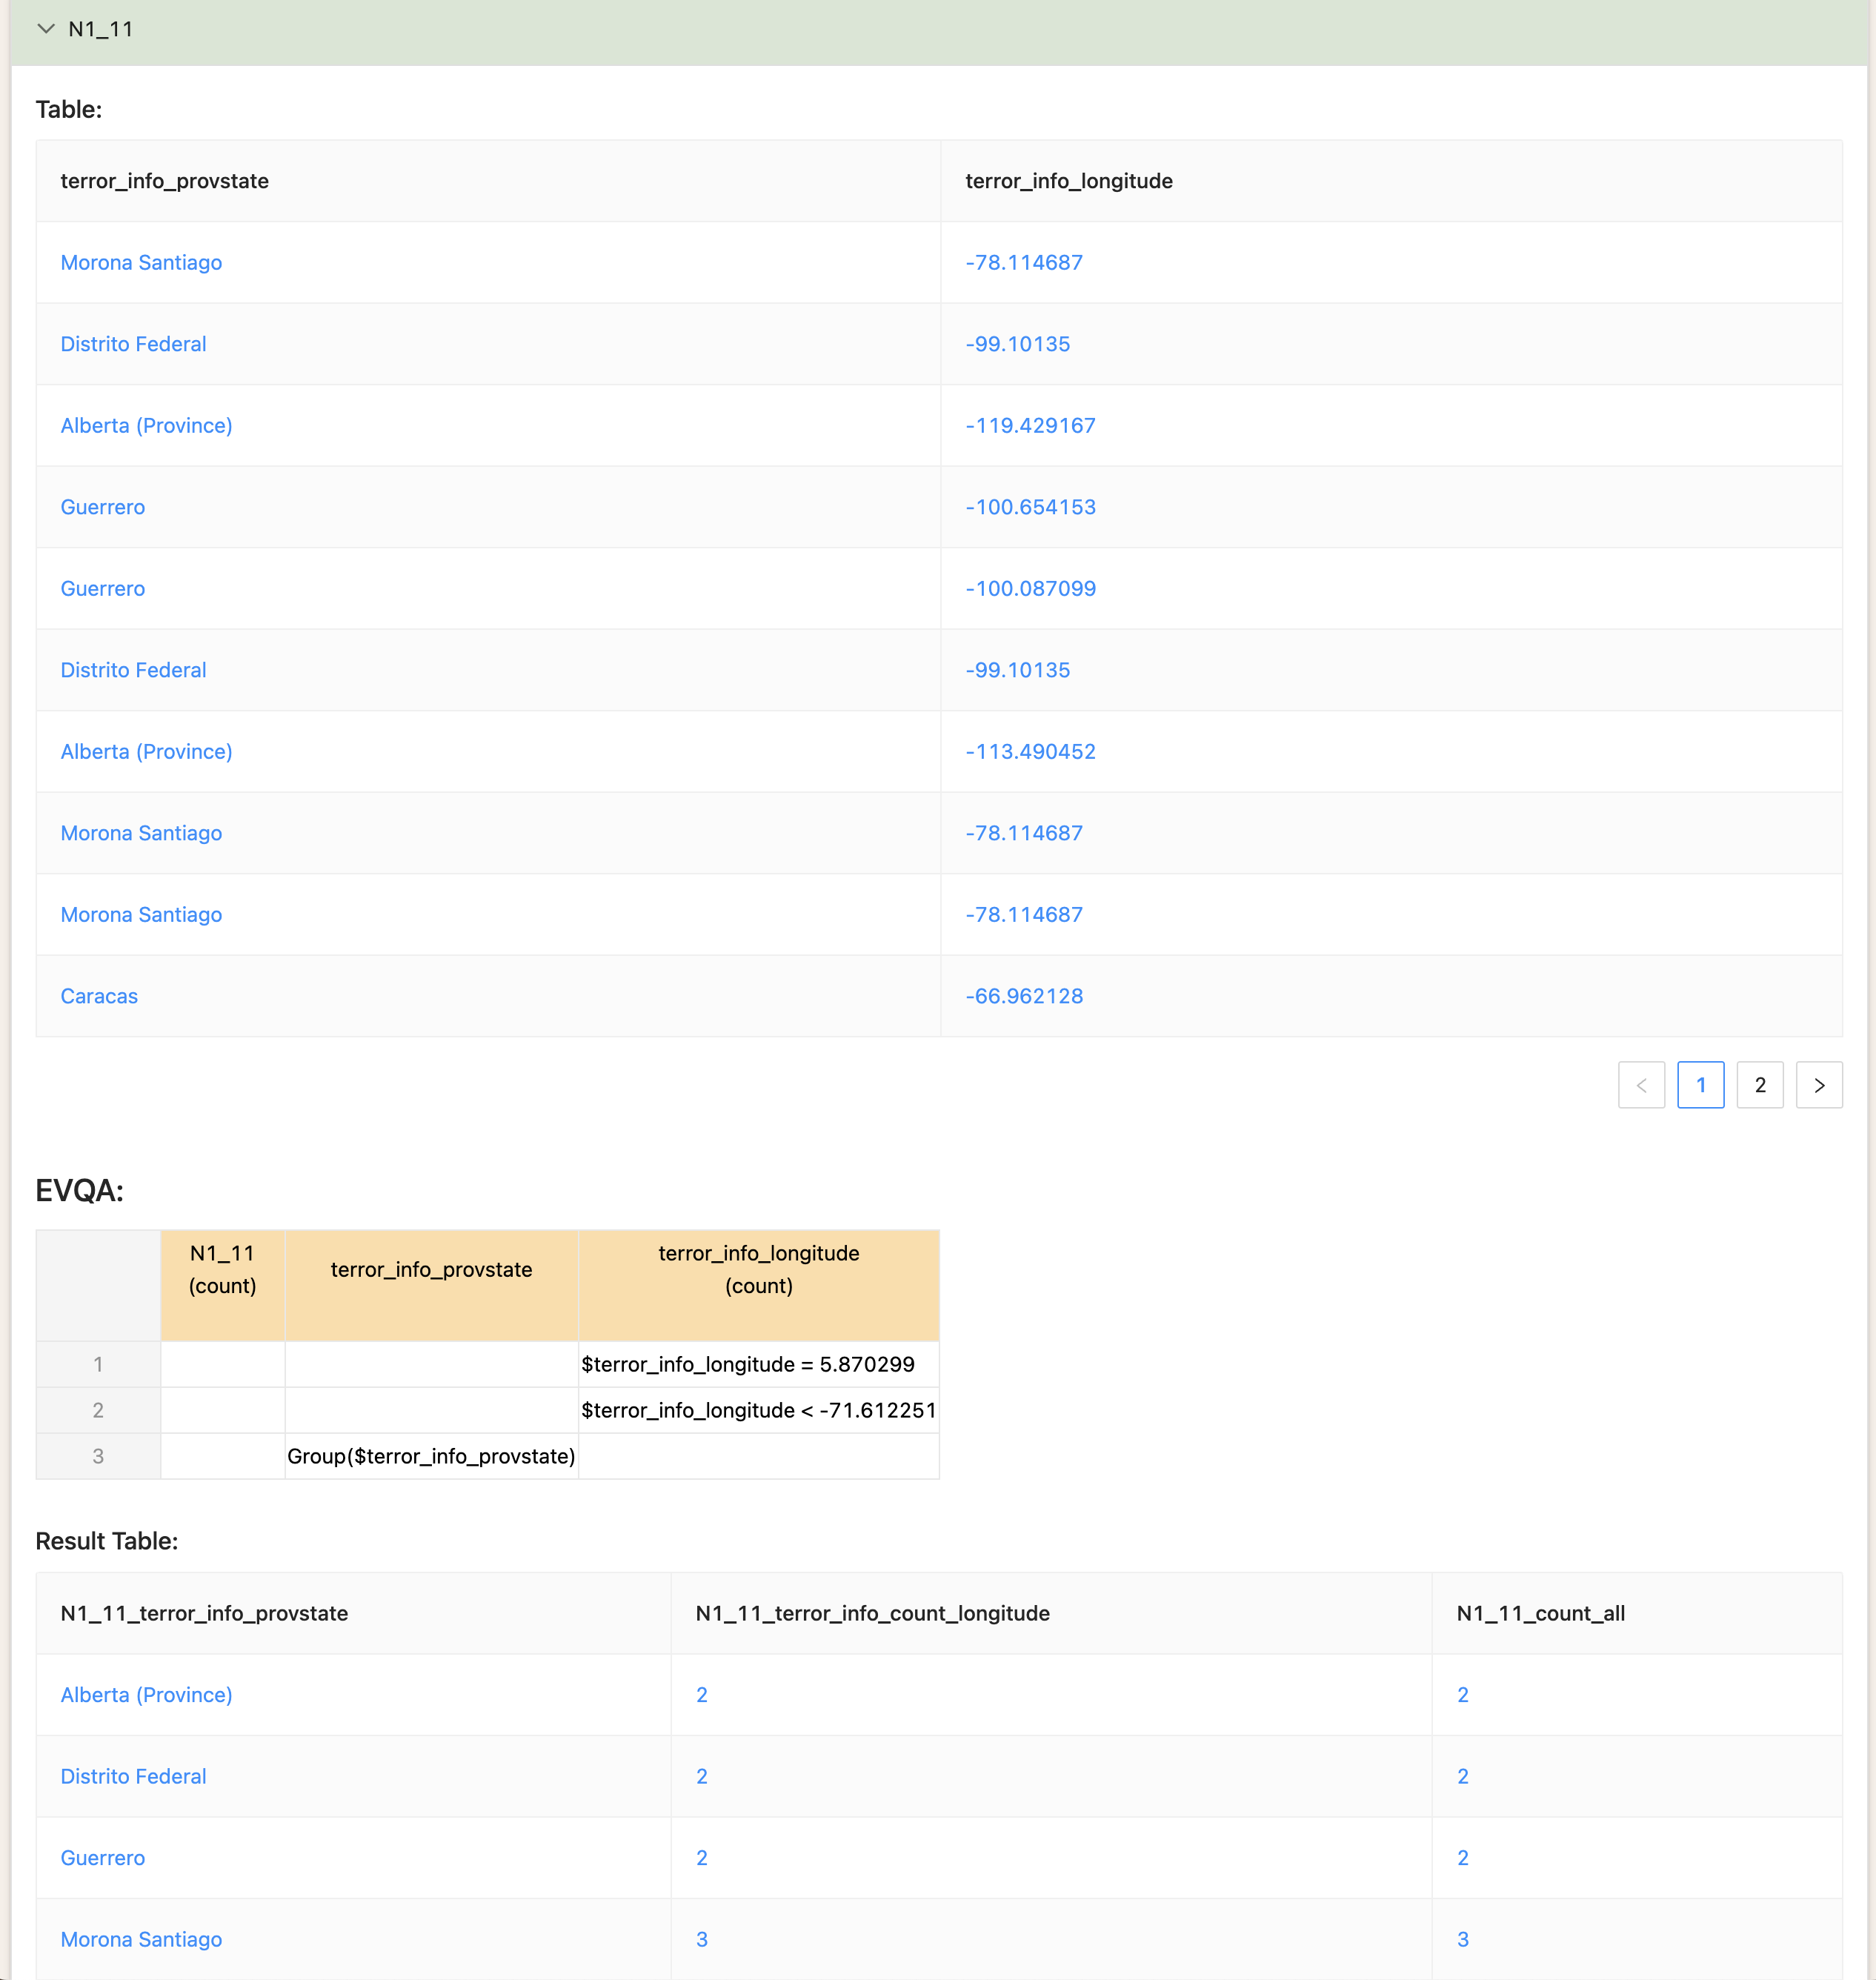 N1_11
Table:
terror_info_provstate terror_info_longitude
Morona Santiago -78.114687
Distrito Federal -99.10135
Alberta (Province) -119.429167
Guerrero -100.654153
Guerrero -100.087099
Distrito Federal -99.10135
Alberta (Province) -113.490452
Morona Santiago -78.114687
Morona Santiago -78.114687
Caracas -66.962128
< 1 2 >
EVQA:
N1_11 terror_info_provstate terror_info_longitude
(count) (count)
1 $terror_info_longitude = 5.870299
2 $terror_info_longitude < -71.612251
3 Group($terror_info_provstate)
Result Table:
N1_11_terror_info_provstate N1_11_terror_info_count_longitude N1_11_count_all
Alberta (Province) 2 2
Distrito Federal 2 2
Guerrero 2 2
Morona Santiago 3 3